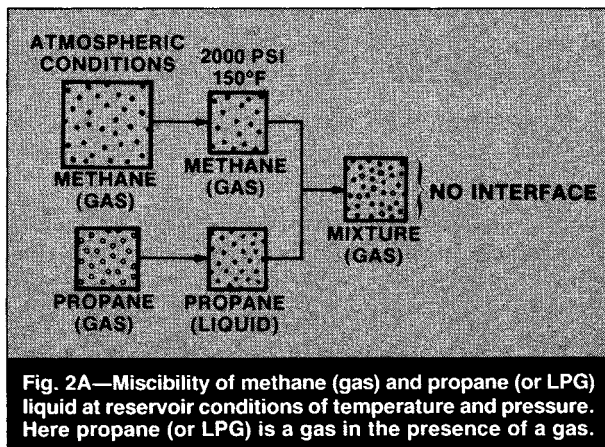 ATMOSPHERIC
CONDITIONS
2000 PSI
150°F
METHANE
(GAS)
METHANE
(GAS)
PROPANE
(GAS)
PROPANE
(LIQUID)
MIXTURE
(GAS)
NO INTERFACE
Fig. 2A—Miscibility of methane (gas) and propane (or LPG)
liquid at reservoir conditions of temperature and pressure.
Here propane (or LPG) is a gas in the presence of a gas.